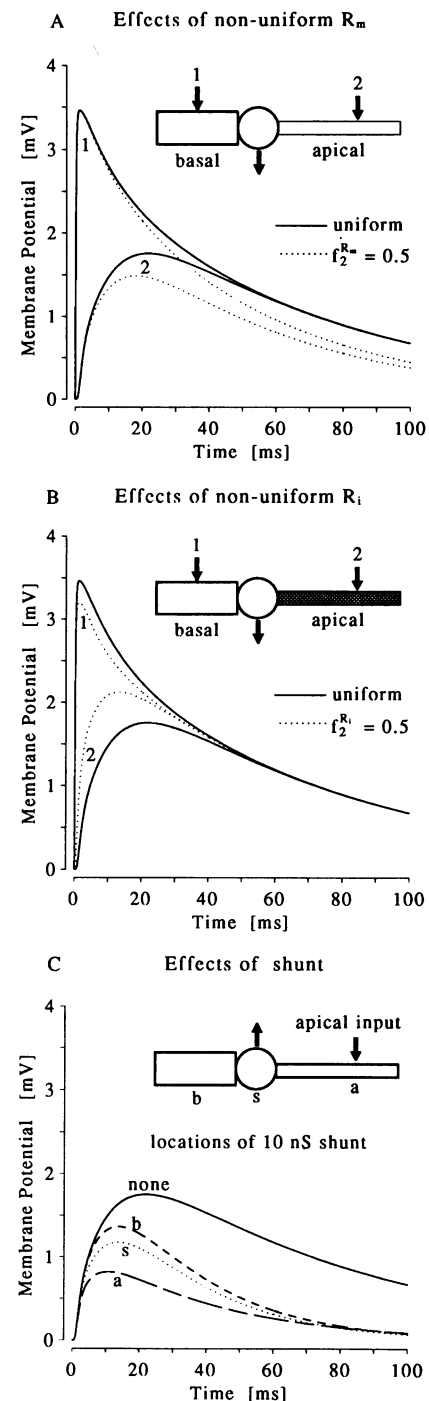 A Effects of non-uniform Rm
4
3
2
1
0
Membrane Potential [mV]
1
2
basal
apical
uniform
f2^Rm = 0.5
1
2
0 20 40 60 80 100
Time [ms]
B Effects of non-uniform Ri
4
3
2
1
0
Membrane Potential [mV]
1
2
basal
apical
uniform
f2^Ri = 0.5
1
2
0 20 40 60 80 100
Time [ms]
C Effects of shunt
4
3
2
1
0
Membrane Potential [mV]
apical input
b
s
a
locations of 10 nS shunt
none
b
s
a
0 20 40 60 80 100
Time [ms]